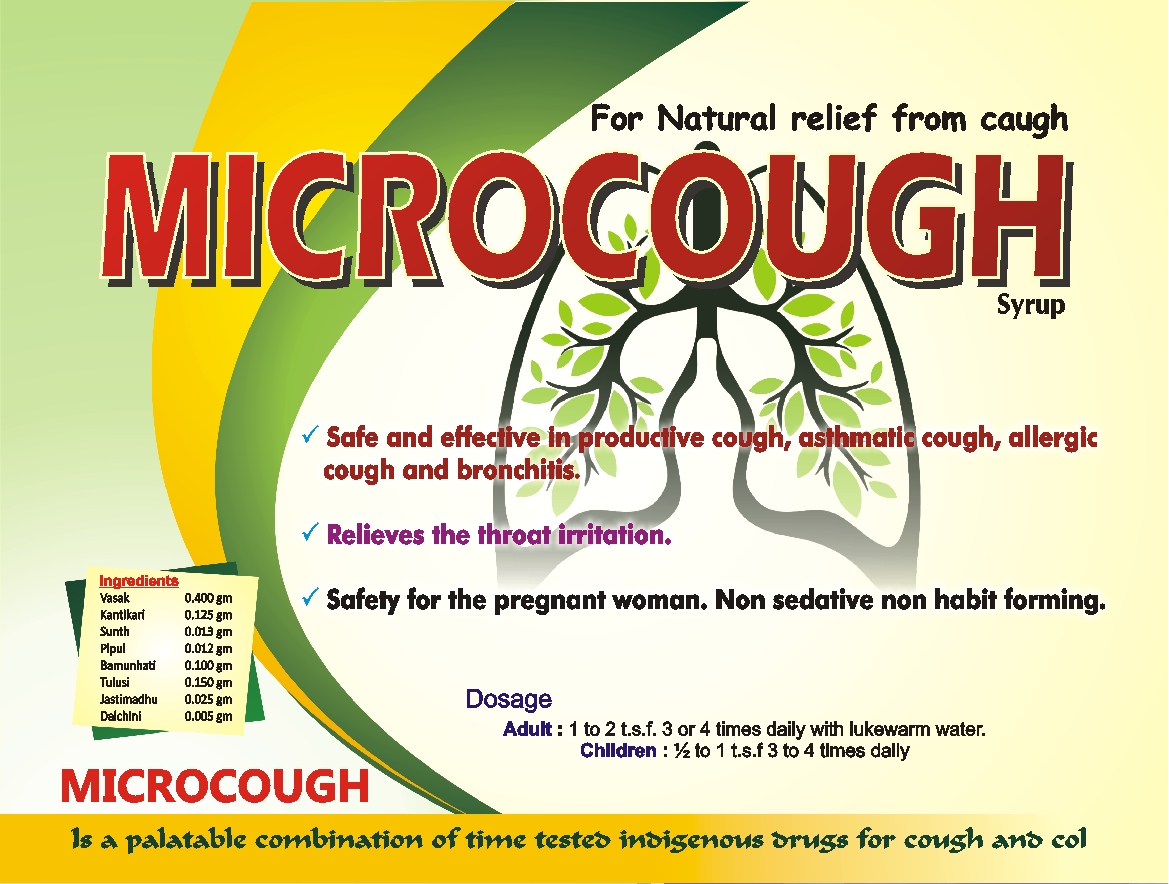 For Natural relief from caugh
MICROCOUGH
Syrup
✓ Safe and effective in productive cough, asthmatic cough, allergic
cough and bronchitis.
✓ Relieves the throat irritation.
✓ Safety for the pregnant woman. Non sedative non habit forming.
Ingredients
Vasak 0.400 gm
Kantikari 0.125 gm
Sunth 0.013 gm
Pipul 0.012 gm
Bamunhati 0.100 gm
Tulusi 0.150 gm
Jastimadhu 0.025 gm
Dalchini 0.005 gm
Dosage
Adult : 1 to 2 t.s.f. 3 or 4 times daily with lukewarm water.
Children : ½ to 1 t.s.f 3 to 4 times daily
MICROCOUGH
Is a palatable combination of time tested indigenous drugs for cough and col